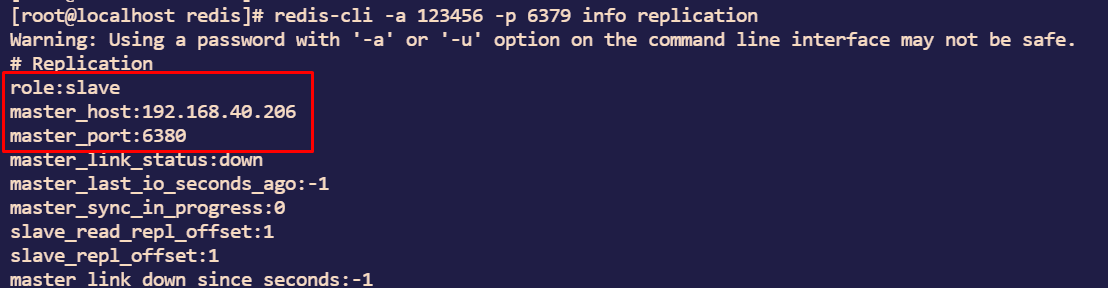 [root@localhost redis]# redis-cli -a 123456 -p 6379 info replication
Warning: Using a password with '-a' or '-u' option on the command line interface may not be safe.
# Replication
role:slave
master_host:192.168.40.206
master_port:6380
master_link_status:down
master_last_io_seconds_ago:-1
master_sync_in_progress:0
slave_read_repl_offset:1
slave_repl_offset:1
master_link_down_since_seconds:-1